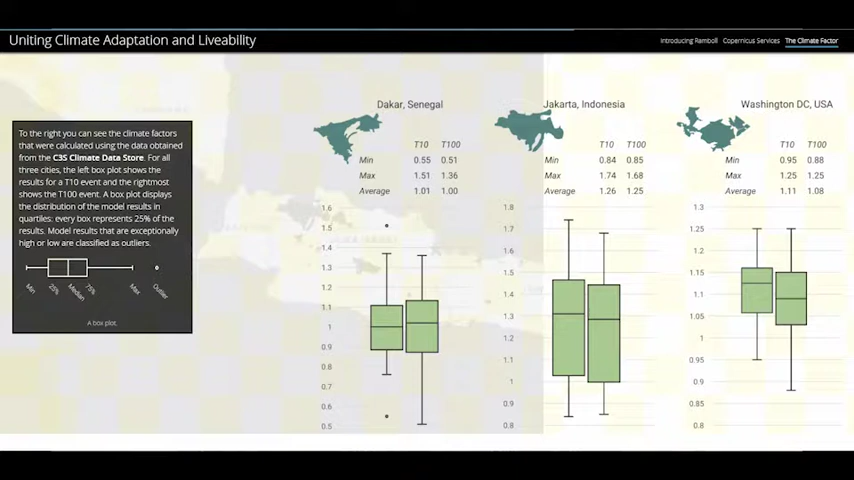 Uniting Climate Adaptation and Liveability
Introducing Ramboll Copernicus Services The Climate Factor
To the right you can see the climate factors
that were calculated using the data obtained
from the C3S Climate Data Store. For all
three cities, the left box plot shows the
results for a T10 event and the rightmost
shows the T100 event. A box plot displays
the distribution of the model results in
quartiles: every box represents 25% of the
results. Model results that are exceptionally
high or low are classified as outliers.
Min 25% Median 75% Max Outlier
A box plot.
Dakar, Senegal
T10 T100
Min 0.55 0.51
Max 1.51 1.36
Average 1.01 1.00
1.6
1.5
1.4
1.3
1.2
1.1
1
0.9
0.8
0.7
0.6
0.5
Jakarta, Indonesia
T10 T100
Min 0.84 0.85
Max 1.74 1.68
Average 1.26 1.25
1.8
1.7
1.6
1.5
1.4
1.3
1.2
1.1
1
0.9
0.8
Washington DC, USA
T10 T100
Min 0.95 0.88
Max 1.25 1.25
Average 1.11 1.08
1.3
1.25
1.2
1.15
1.1
1.05
1
0.95
0.9
0.85
0.8